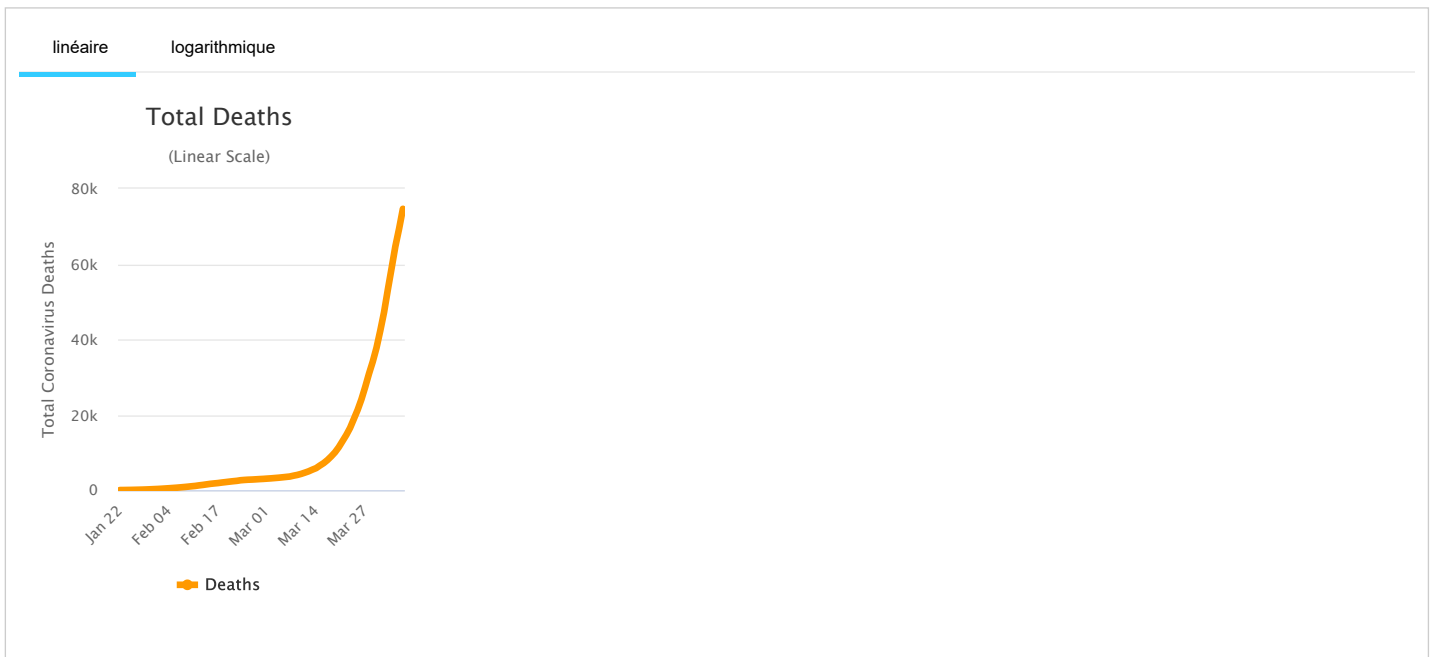 linéaire logarithmique
Total Deaths
(Linear Scale)
Total Coronavirus Deaths
80k
60k
40k
20k
0
Jan 22 Feb 04 Feb 17 Mar 01 Mar 14 Mar 27
Deaths